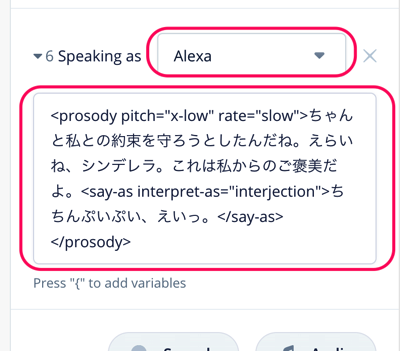 6 Speaking as Alexa
<prosody pitch="x-low" rate="slow">ちゃん
と私との約束を守ろうとしたんだね。えらい
ね、シンデレラ。これは私からのご褒美だ
よ。<say-as interpret-as="interjection">ち
ちんぷいぷい、えいっ。</say-as>
</prosody>
Press "{" to add variables